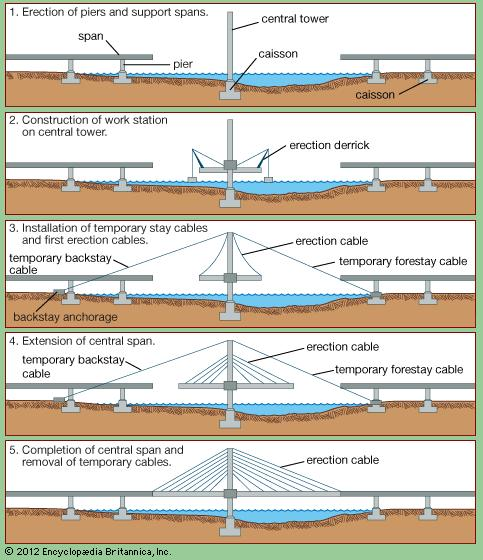 1. Erection of piers and support spans.
central tower
span
pier
caisson
caisson
2. Construction of work station
on central tower.
erection derrick
3. Installation of temporary stay cables
and first erection cables.
erection cable
temporary backstay
cable
temporary forestay cable
backstay anchorage
4. Extension of central span.
erection cable
temporary backstay
cable
temporary forestay cable
5. Completion of central span and
removal of temporary cables.
erection cable
© 2012 Encyclopædia Britannica, Inc.